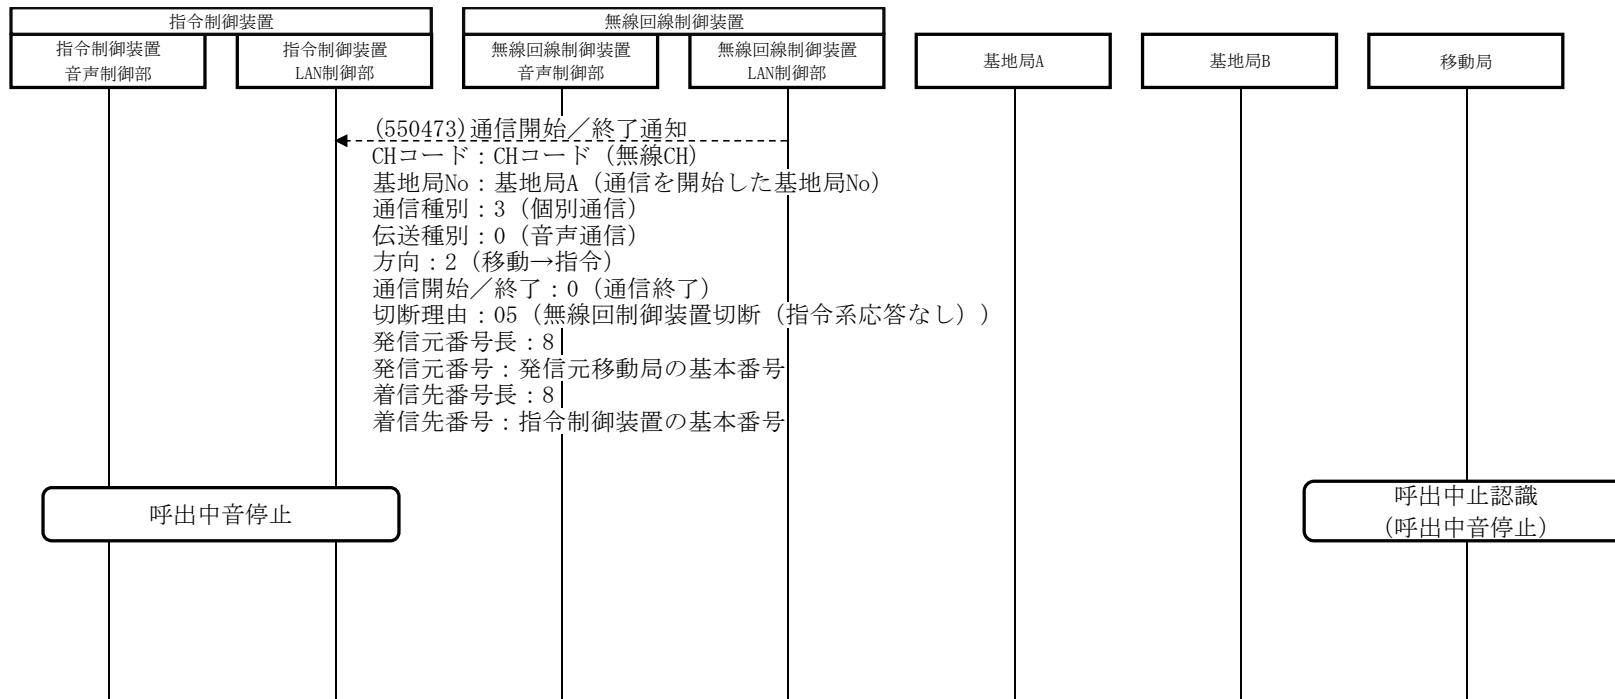 指令制御装置
無線回線制御装置
指令制御装置
音声制御部
指令制御装置
LAN制御部
無線回線制御装置
音声制御部
無線回線制御装置
LAN制御部
基地局A
基地局B
移動局
(550473)通信開始／終了通知
CHコード：CHコード（無線CH）
基地局No：基地局A（通信を開始した基地局No）
通信種別：3（個別通信）
伝送種別：0（音声通信）
方向：2（移動→指令）
通信開始／終了：0（通信終了）
切断理由：05（無線回制御装置切断（指令系応答なし））
発信元番号長：8
発信元番号：発信元移動局の基本番号
着信先番号長：8
着信先番号：指令制御装置の基本番号
呼出中音停止
呼出中止認識
（呼出中音停止）